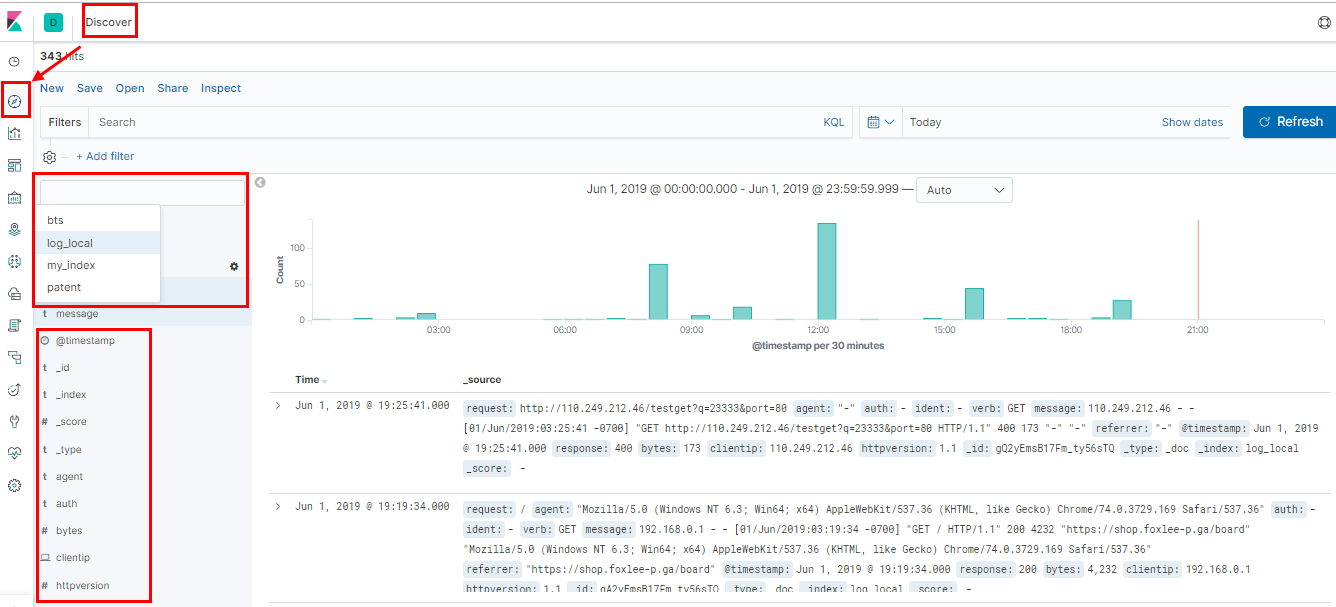 D Discover
343 hits
New Save Open Share Inspect
Filters Search KQL Today Show dates Refresh
+ Add filter
bts
log_local
my_index
patent
t message
@timestamp
t _id
t _index
# _score
t _type
t agent
t auth
# bytes
clientip
# httpversion
Jun 1, 2019 @ 00:00:00.000 - Jun 1, 2019 @ 23:59:59.999 — Auto
Count
100
50
0
03:00 06:00 09:00 12:00 15:00 18:00 21:00
@timestamp per 30 minutes
Time _source
Jun 1, 2019 @ 19:25:41.000 request: http://110.249.212.46/testget?q=23333&port=80 agent: "-" auth: - ident: - verb: GET message: 110.249.212.46 - -
[01/Jun/2019:03:25:41 -0700] "GET http://110.249.212.46/testget?q=23333&port=80 HTTP/1.1" 400 173 "-" "-" referrer: "-" @timestamp: Jun 1, 2019
@ 19:25:41.000 response: 400 bytes: 173 clientip: 110.249.212.46 httpversion: 1.1 _id: gQ2yEmsB17Fm_ty56sTQ _type: _doc _index: log_local
_score: -
Jun 1, 2019 @ 19:19:34.000 request: / agent: "Mozilla/5.0 (Windows NT 6.3; Win64; x64) AppleWebKit/537.36 (KHTML, like Gecko) Chrome/74.0.3729.169 Safari/537.36" auth: -
ident: - verb: GET message: 192.168.0.1 - - [01/Jun/2019:03:19:34 -0700] "GET / HTTP/1.1" 200 4232 "https://shop.foxlee-p.ga/board"
"Mozilla/5.0 (Windows NT 6.3; Win64; x64) AppleWebKit/537.36 (KHTML, like Gecko) Chrome/74.0.3729.169 Safari/537.36"
referrer: "https://shop.foxlee-p.ga/board" @timestamp: Jun 1, 2019 @ 19:19:34.000 response: 200 bytes: 4,232 clientip: 192.168.0.1
httpversion: 1.1 _id: gA2yEmsB17Fm_ty56sTQ _type: _doc _index: log_local _score: -